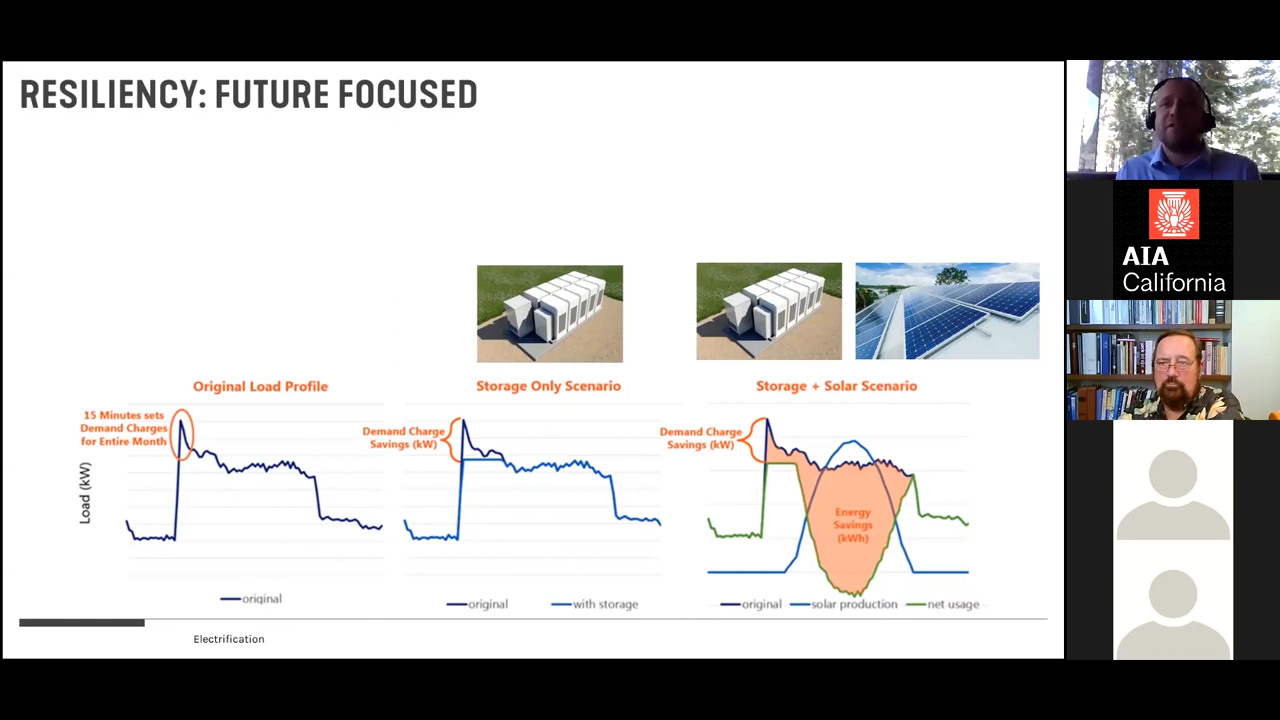 RESILIENCY: FUTURE FOCUSED
AIA
California
Original Load Profile
Storage Only Scenario
Storage + Solar Scenario
15 Minutes sets
Demand Charges
for Entire Month
Demand Charge
Savings (kW)
Demand Charge
Savings (kW)
Load (kW)
Energy
Savings
(kWh)
original
original
with storage
original
solar production
net usage
Electrification